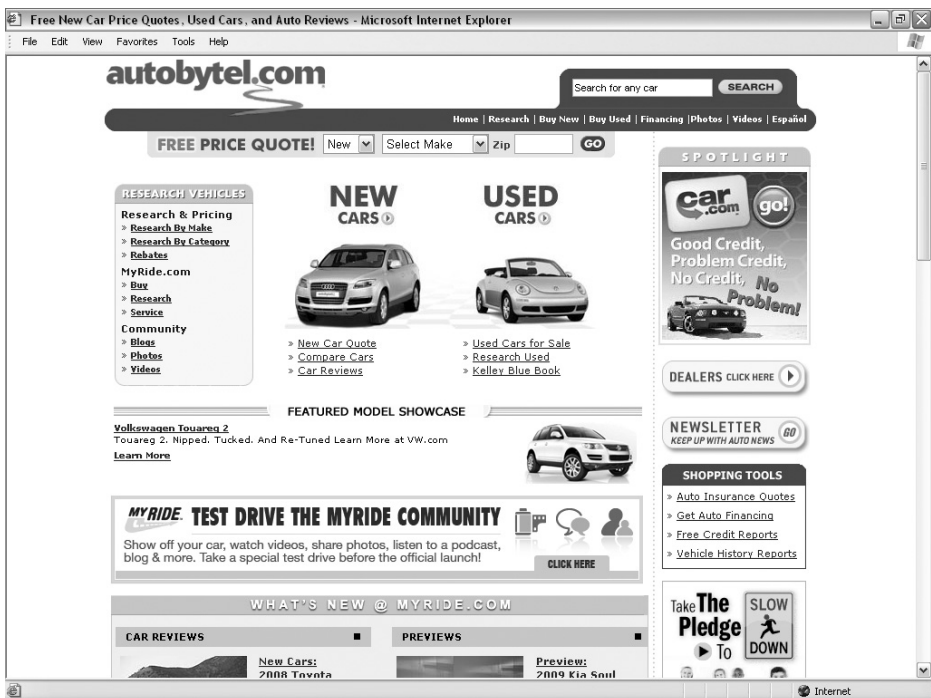 Free New Car Price Quotes, Used Cars, and Auto Reviews - Microsoft Internet Explorer
File Edit View Favorites Tools Help
autobytel.com
Search for any car SEARCH
Home | Research | Buy New | Buy Used | Financing |Photos | Videos | Español
FREE PRICE QUOTE! New Select Make Zip GO
RESEARCH VEHICLES
Research & Pricing
» Research By Make
» Research By Category
» Rebates
MyRide.com
» Buy
» Research
» Service
Community
» Blogs
» Photos
» Videos
NEW
CARS
» New Car Quote
» Compare Cars
» Car Reviews
USED
CARS
» Used Cars for Sale
» Research Used
» Kelley Blue Book
SPOTLIGHT
car.com go!
Good Credit,
Problem Credit,
No Credit, No
Problem!
DEALERS CLICK HERE
NEWSLETTER
KEEP UP WITH AUTO NEWS GO
SHOPPING TOOLS
» Auto Insurance Quotes
» Get Auto Financing
» Free Credit Reports
» Vehicle History Reports
FEATURED MODEL SHOWCASE
Volkswagen Touareg 2
Touareg 2. Nipped. Tucked. And Re-Tuned Learn More at VW.com
Learn More
MYRIDE TEST DRIVE THE MYRIDE COMMUNITY
Show off your car, watch videos, share photos, listen to a podcast,
blog & more. Take a special test drive before the official launch!
CLICK HERE
WHAT'S NEW @ MYRIDE.COM
CAR REVIEWS
New Cars:
2008 Toyota
PREVIEWS
Preview:
2009 Kia Soul
Take The
Pledge
To
SLOW
DOWN
Internet